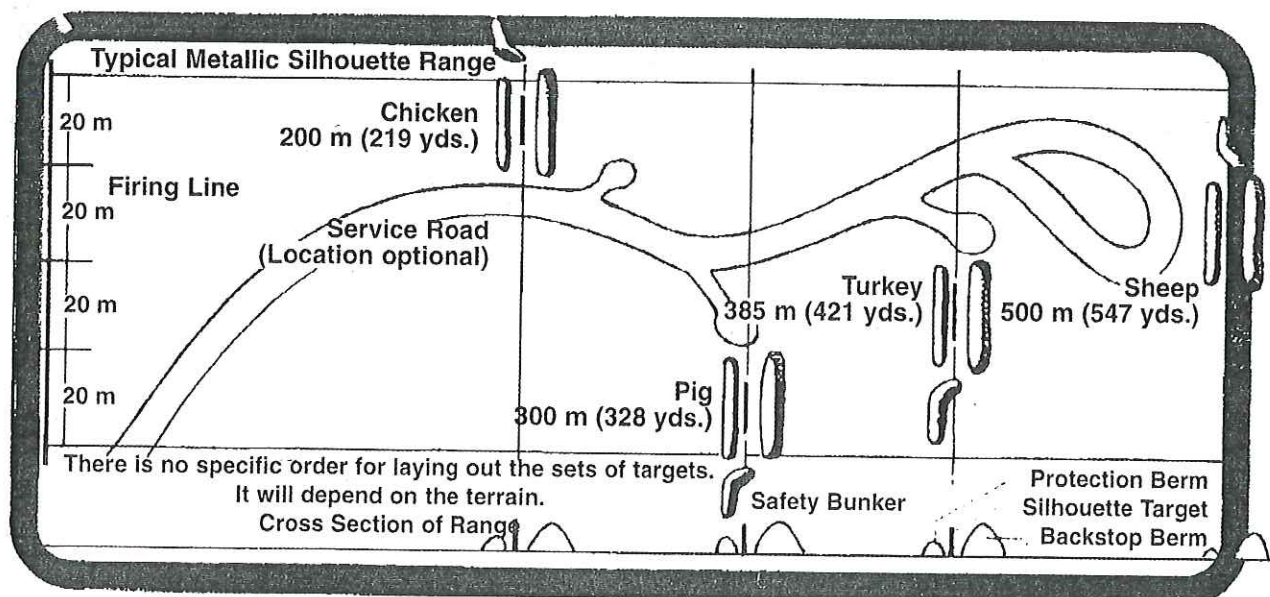 Typical Metallic Silhouette Range
Chicken
200 m (219 yds.)
20 m
Firing Line
20 m
Service Road
(Location optional)
20 m
Turkey
385 m (421 yds.)
Sheep
500 m (547 yds.)
20 m
Pig
300 m (328 yds.)
There is no specific order for laying out the sets of targets.
It will depend on the terrain.
Cross Section of Range
Safety Bunker
Protection Berm
Silhouette Target
Backstop Berm